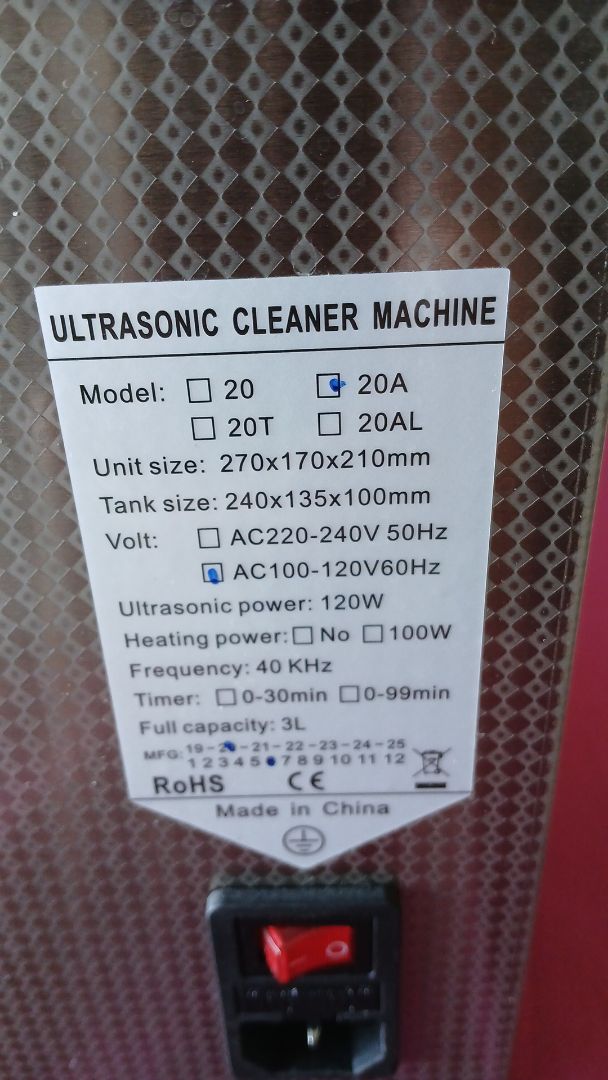 ULTRASONIC CLEANER MACHINE
Model: □ 20 □ 20A
□ 20T □ 20AL
Unit size: 270x170x210mm
Tank size: 240x135x100mm
Volt: □ AC220-240V 50Hz
□ AC100-120V60Hz
Ultrasonic power: 120W
Heating power: □ No □ 100W
Frequency: 40 KHz
Timer: □ 0-30min □ 0-99min
Full capacity: 3L
MFG: 19-2 -21-22-23-24-25
1 2 3 4 5 7 8 9 10 11 12
RoHS CE
Made in China